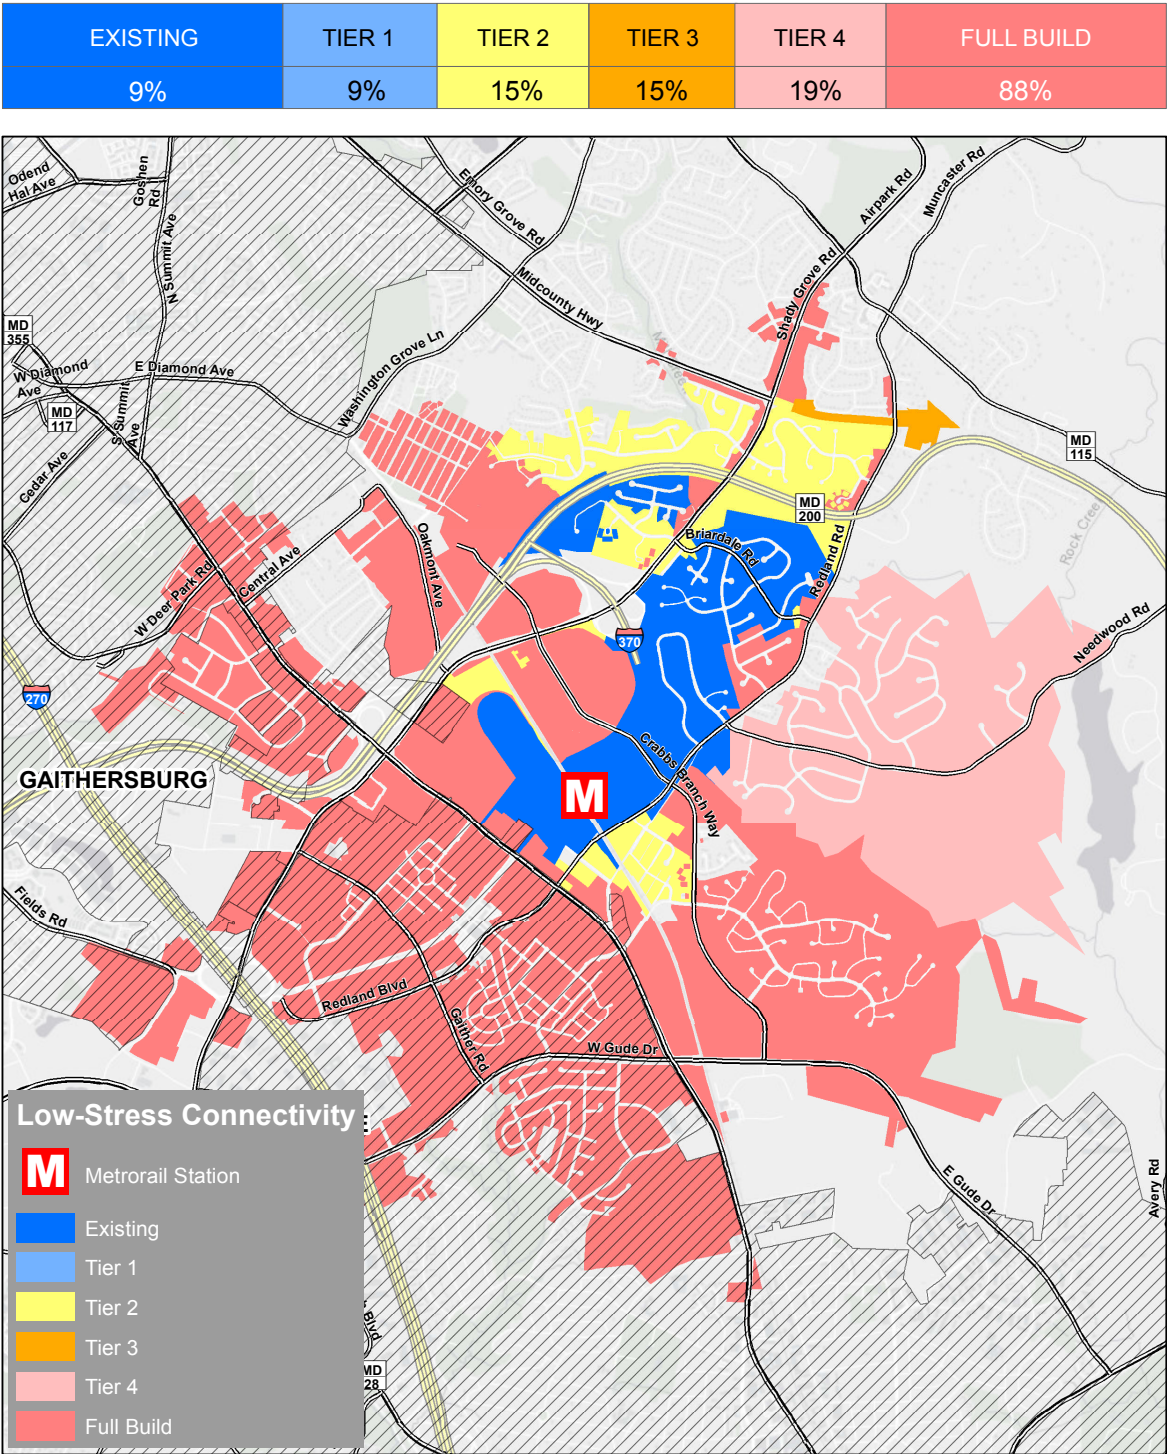 EXISTING TIER 1 TIER 2 TIER 3 TIER 4 FULL BUILD
9% 9% 15% 15% 19% 88%
Odend
Hal Ave
Goshen
Rd
Emory Grove Rd
Airpark Rd
Muncaster Rd
N Summit Ave
Shady Grove Rd
Midcounty Hwy
MD
355
Washington Grove Ln
W Diamond
Ave
E Diamond Ave
MD
117
S Summit
Ave
MD
115
Cedar Ave
MD
200
Rock Cree
Oakmont Ave
Briardale Rd
Redland Rd
Central Ave
W Deer Park Rd
Needwood Rd
370
270
Crabbs Branch Way
GAITHERSBURG
M
Fields Rd
Redland Blvd
Gaither Rd
W Gude Dr
E Gude Dr
Avery Rd
Low-Stress Connectivity
E
M Metrorail Station
Existing
Tier 1
Tier 2
Tier 3
Tier 4
Full Build
Blvd
MD
28